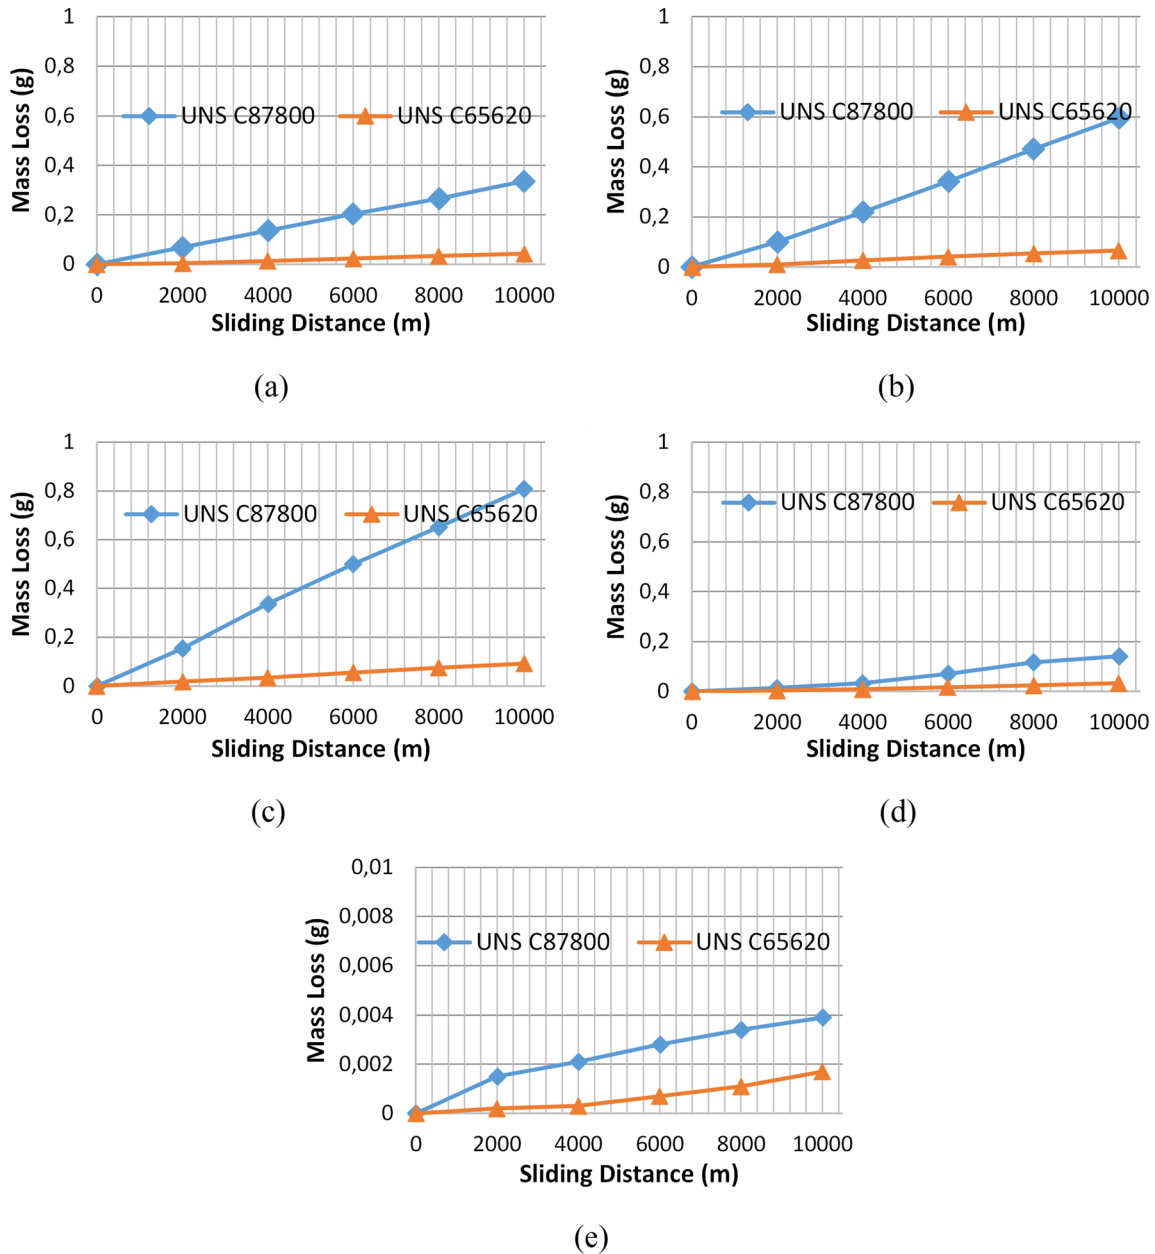 1
0,8
0,6
0,4
0,2
0
Mass Loss (g)
UNS C87800 UNS C65620
0 2000 4000 6000 8000 10000
Sliding Distance (m)
(a)
1
0,8
0,6
0,4
0,2
0
Mass Loss (g)
UNS C87800 UNS C65620
0 2000 4000 6000 8000 10000
Sliding Distance (m)
(b)
1
0,8
0,6
0,4
0,2
0
Mass Loss (g)
UNS C87800 UNS C65620
0 2000 4000 6000 8000 10000
Sliding Distance (m)
(c)
1
0,8
0,6
0,4
0,2
0
Mass Loss (g)
UNS C87800 UNS C65620
0 2000 4000 6000 8000 10000
Sliding Distance (m)
(d)
0,01
0,008
0,006
0,004
0,002
0
Mass Loss (g)
UNS C87800 UNS C65620
0 2000 4000 6000 8000 10000
Sliding Distance (m)
(e)